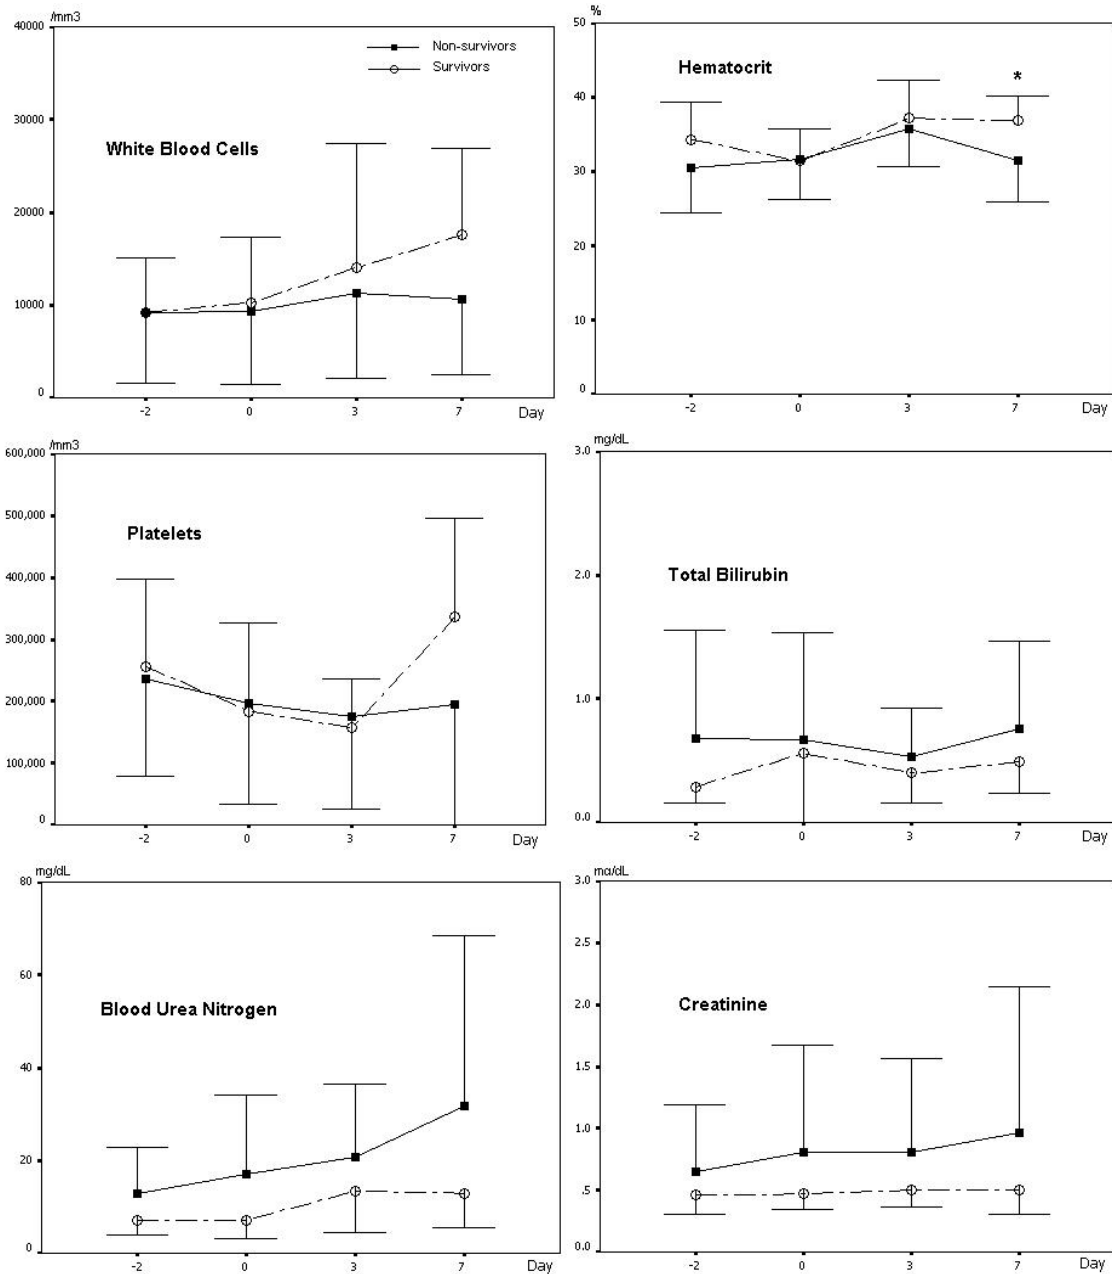 /mm3
40000
30000
20000
10000
0
Non-survivors
Survivors
White Blood Cells
-2 0 3 7 Day
%
50
40
30
20
10
0
Hematocrit
*
-2 0 3 7 Day
/mm3
600,000
500,000
400,000
300,000
200,000
100,000
0
Platelets
-2 0 3 7 Day
mg/dL
3.0
2.0
1.0
0.0
Total Bilirubin
-2 0 3 7 Day
mg/dL
80
60
40
20
0
Blood Urea Nitrogen
-2 0 3 7 Day
mg/dL
3.0
2.5
2.0
1.5
1.0
.5
0.0
Creatinine
-2 0 3 7 Day